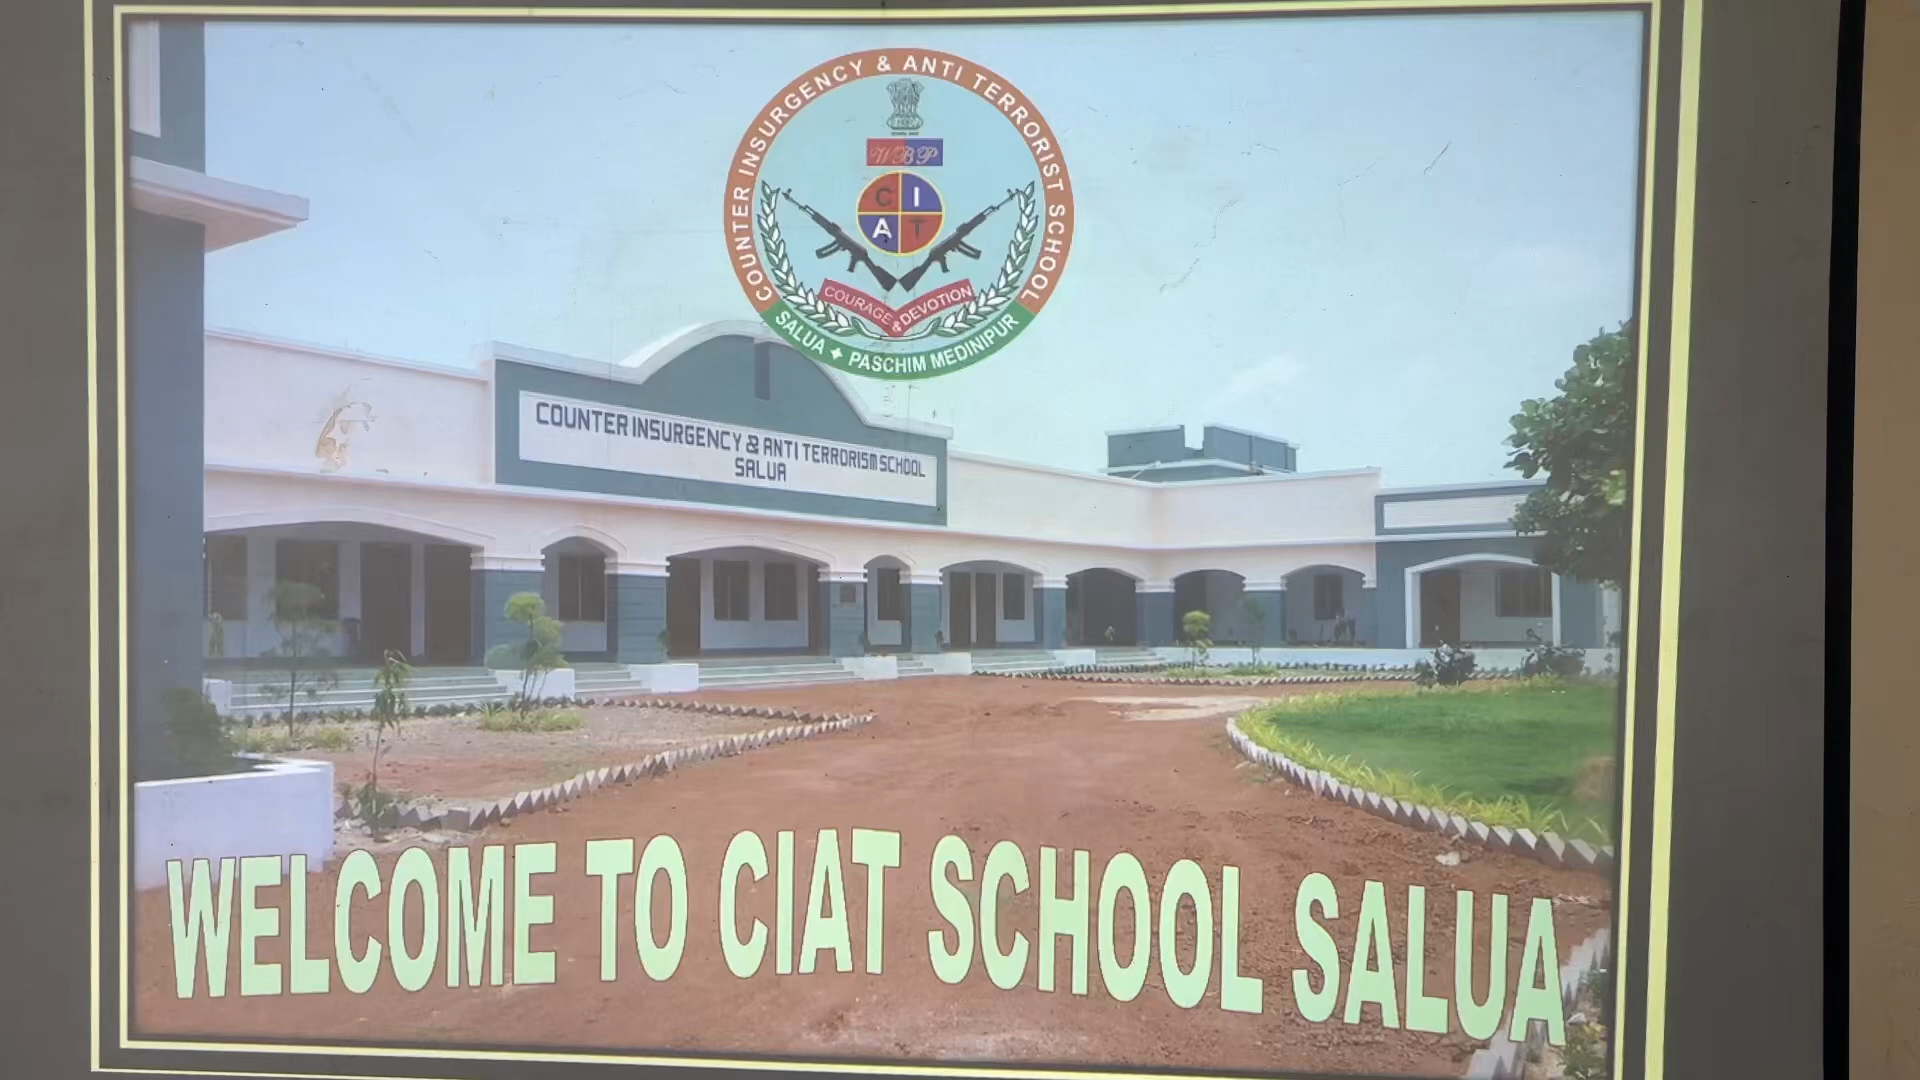 COUNTER INSURGENCY & ANTI TERRORIST SCHOOL
WBP
C I
A T
COURAGE & DEVOTION
SALUA ✦ PASCHIM MEDINIPUR
COUNTER INSURGENCY & ANTI TERRORISM SCHOOL
SALUA
WELCOME TO CIAT SCHOOL SALUA